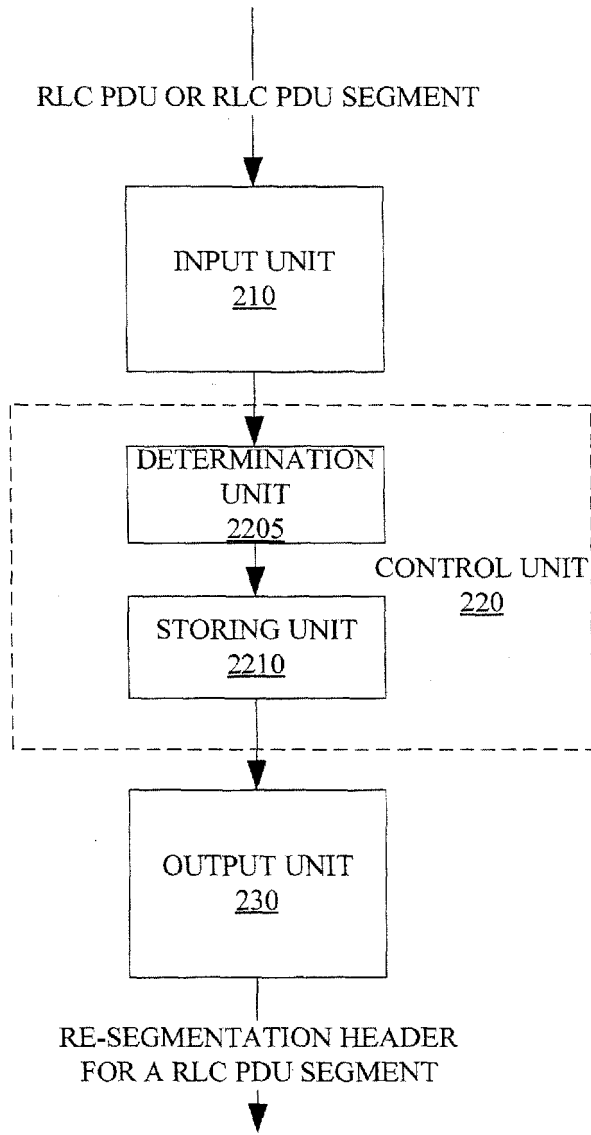 RLC PDU OR RLC PDU SEGMENT
INPUT UNIT
210
DETERMINATION
UNIT
2205
CONTROL UNIT
220
STORING UNIT
2210
OUTPUT UNIT
230
RE-SEGMENTATION HEADER
FOR A RLC PDU SEGMENT